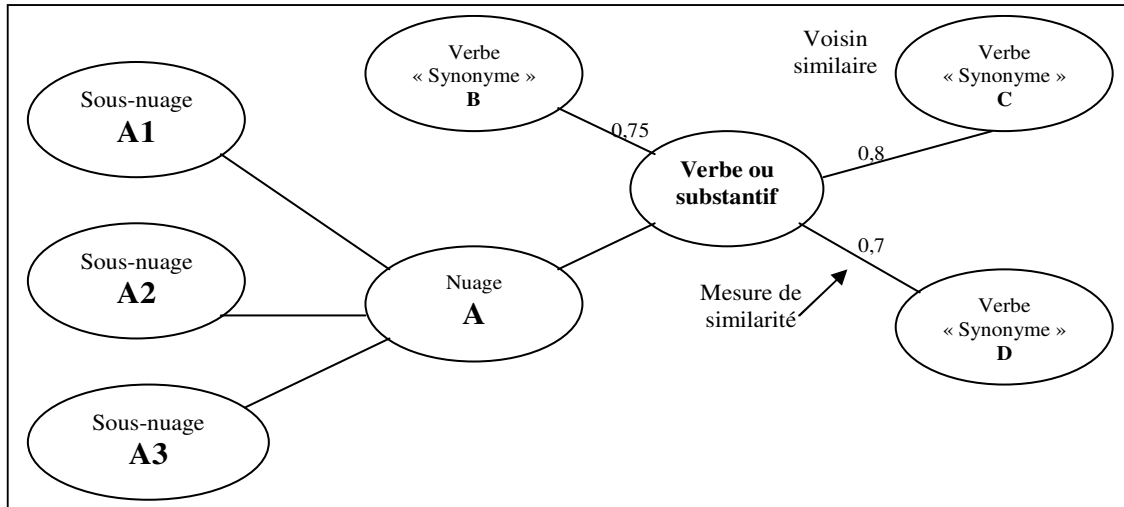 Sous-nuage
A1
Sous-nuage
A2
Sous-nuage
A3
Nuage
A
Verbe
« Synonyme »
B
0,75
Verbe ou
substantif
Voisin
similaire
Verbe
« Synonyme »
C
0,8
0,7
Mesure de
similarité
Verbe
« Synonyme »
D